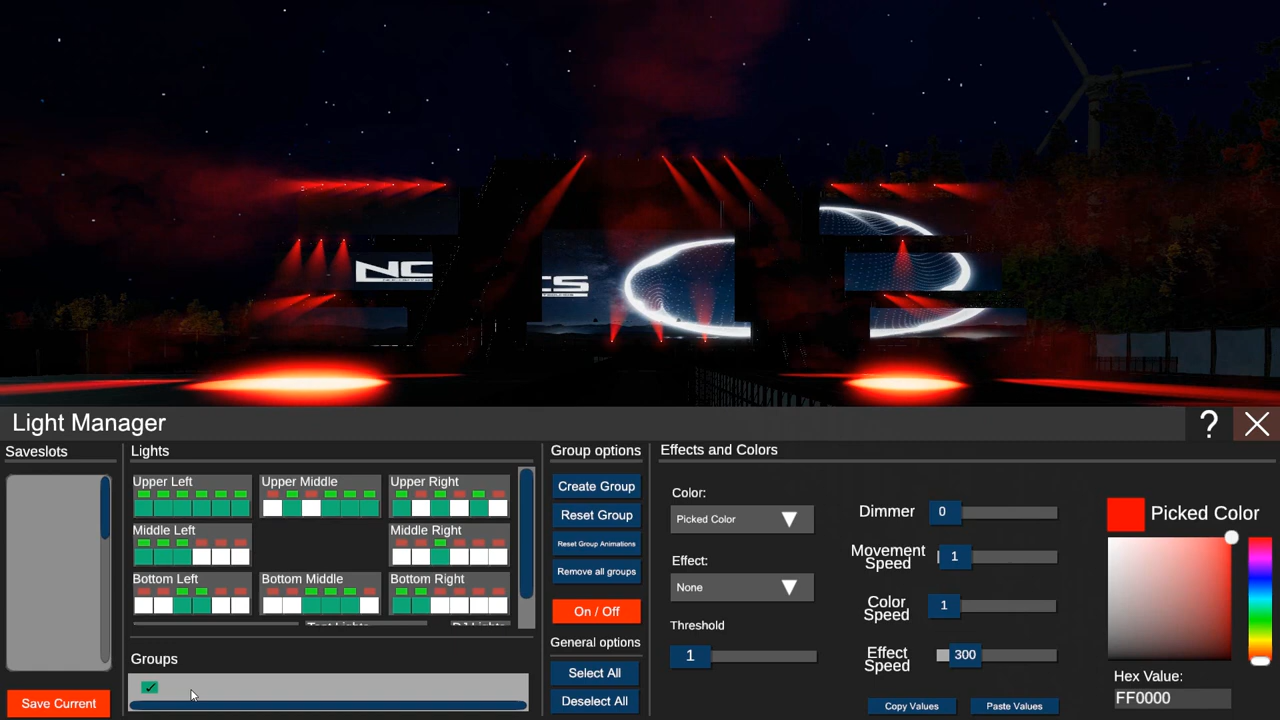 NC
CS
Light Manager
?
Saveslots
Lights
Group options
Effects and Colors
Upper Left
Upper Middle
Upper Right
Middle Left
Middle Right
Bottom Left
Bottom Middle
Bottom Right
Create Group
Reset Group
Reset Group Animations
Remove all groups
On / Off
General options
Select All
Deselect All
Groups
Save Current
Color:
Picked Color
Effect:
None
Threshold
1
Dimmer
0
Movement
Speed
1
Color
Speed
1
Effect
Speed
300
Copy Values
Paste Values
Picked Color
Hex Value:
FF0000